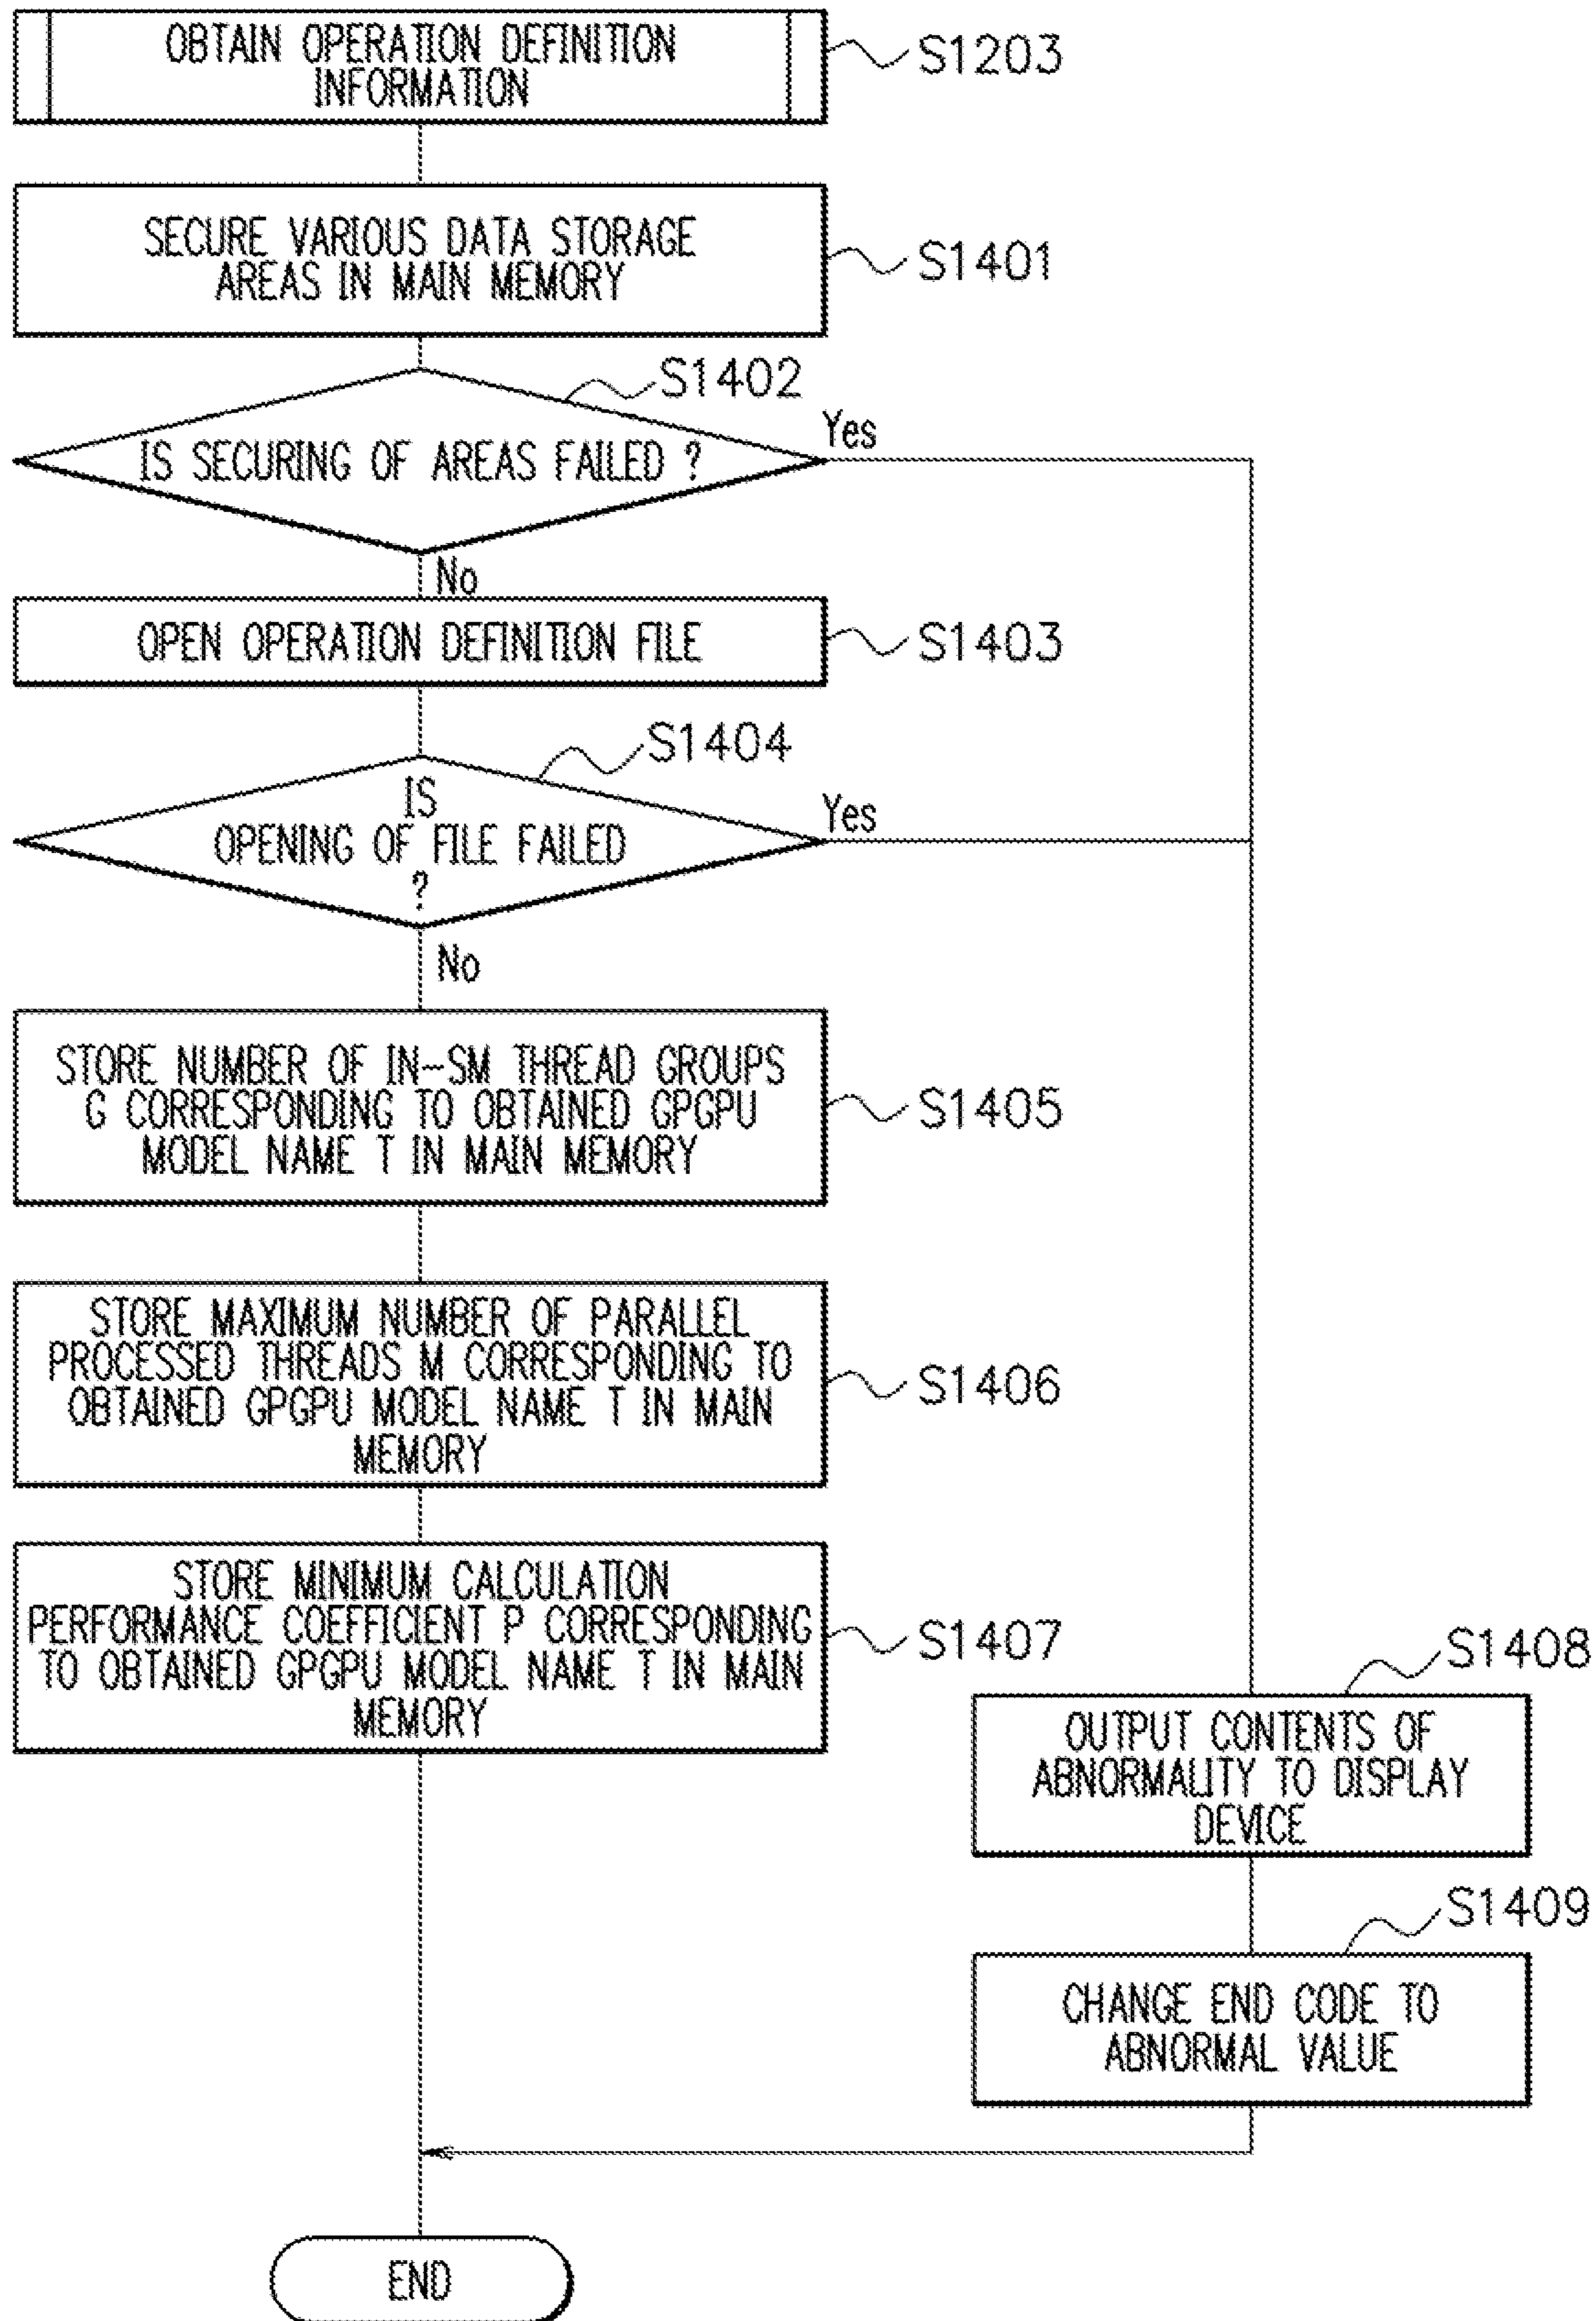 OBTAIN OPERATION DEFINITION
INFORMATION
S1203
SECURE VARIOUS DATA STORAGE
AREAS IN MAIN MEMORY
S1401
S1402
IS SECURING OF AREAS FAILED ?
Yes
No
OPEN OPERATION DEFINITION FILE
S1403
S1404
IS
OPENING OF FILE FAILED
?
Yes
No
STORE NUMBER OF IN-SM THREAD GROUPS
G CORRESPONDING TO OBTAINED GPGPU
MODEL NAME T IN MAIN MEMORY
S1405
STORE MAXIMUM NUMBER OF PARALLEL
PROCESSED THREADS M CORRESPONDING TO
OBTAINED GPGPU MODEL NAME T IN MAIN
MEMORY
S1406
STORE MINIMUM CALCULATION
PERFORMANCE COEFFICIENT P CORRESPONDING
TO OBTAINED GPGPU MODEL NAME T IN MAIN
MEMORY
S1407
S1408
OUTPUT CONTENTS OF
ABNORMALITY TO DISPLAY
DEVICE
S1409
CHANGE END CODE TO
ABNORMAL VALUE
END